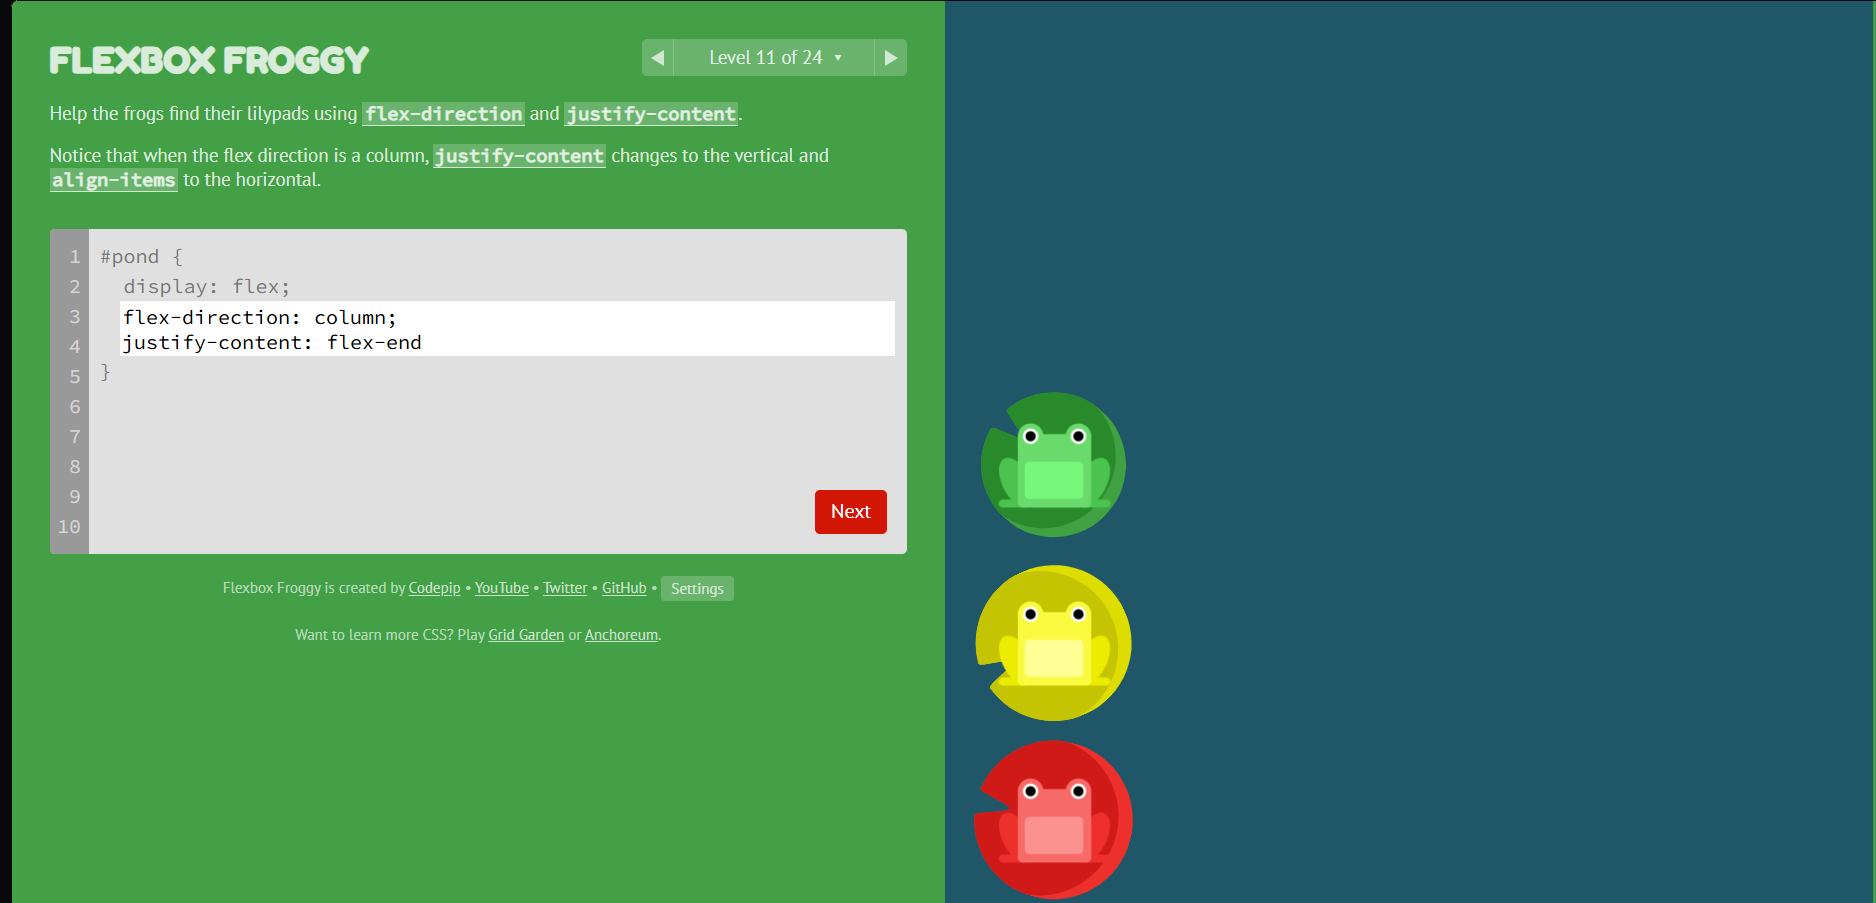 FLEXBOX FROGGY
◀ Level 11 of 24 ▼ ▶
Help the frogs find their lilypads using flex-direction and justify-content.
Notice that when the flex direction is a column, justify-content changes to the vertical and
align-items to the horizontal.
1 #pond {
2 display: flex;
3 flex-direction: column;
4 justify-content: flex-end
5 }
6
7
8
9
10
Next
Flexbox Froggy is created by Codepip • YouTube • Twitter • GitHub • Settings
Want to learn more CSS? Play Grid Garden or Anchoreum.